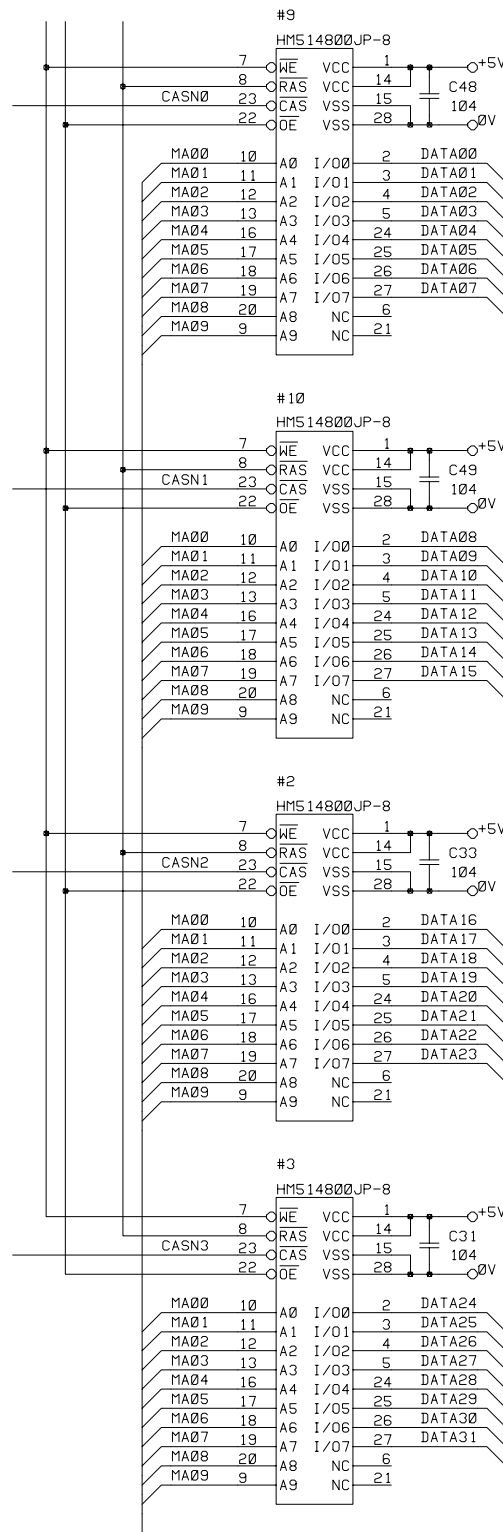 #9
HM514800JP-8
7 WE VCC 1 +5V
8 RAS VCC 14
CASN0 23 CAS VSS 15 C48 104
22 OE VSS 28 0V
MA00 10 A0 I/O0 2 DATA00
MA01 11 A1 I/O1 3 DATA01
MA02 12 A2 I/O2 4 DATA02
MA03 13 A3 I/O3 5 DATA03
MA04 16 A4 I/O4 24 DATA04
MA05 17 A5 I/O5 25 DATA05
MA06 18 A6 I/O6 26 DATA06
MA07 19 A7 I/O7 27 DATA07
MA08 20 A8 NC 6
MA09 9 A9 NC 21
#10
HM514800JP-8
7 WE VCC 1 +5V
8 RAS VCC 14
CASN1 23 CAS VSS 15 C49 104
22 OE VSS 28 0V
MA00 10 A0 I/O0 2 DATA08
MA01 11 A1 I/O1 3 DATA09
MA02 12 A2 I/O2 4 DATA10
MA03 13 A3 I/O3 5 DATA11
MA04 16 A4 I/O4 24 DATA12
MA05 17 A5 I/O5 25 DATA13
MA06 18 A6 I/O6 26 DATA14
MA07 19 A7 I/O7 27 DATA15
MA08 20 A8 NC 6
MA09 9 A9 NC 21
#2
HM514800JP-8
7 WE VCC 1 +5V
8 RAS VCC 14
CASN2 23 CAS VSS 15 C33 104
22 OE VSS 28 0V
MA00 10 A0 I/O0 2 DATA16
MA01 11 A1 I/O1 3 DATA17
MA02 12 A2 I/O2 4 DATA18
MA03 13 A3 I/O3 5 DATA19
MA04 16 A4 I/O4 24 DATA20
MA05 17 A5 I/O5 25 DATA21
MA06 18 A6 I/O6 26 DATA22
MA07 19 A7 I/O7 27 DATA23
MA08 20 A8 NC 6
MA09 9 A9 NC 21
#3
HM514800JP-8
7 WE VCC 1 +5V
8 RAS VCC 14
CASN3 23 CAS VSS 15 C31 104
22 OE VSS 28 0V
MA00 10 A0 I/O0 2 DATA24
MA01 11 A1 I/O1 3 DATA25
MA02 12 A2 I/O2 4 DATA26
MA03 13 A3 I/O3 5 DATA27
MA04 16 A4 I/O4 24 DATA28
MA05 17 A5 I/O5 25 DATA29
MA06 18 A6 I/O6 26 DATA30
MA07 19 A7 I/O7 27 DATA31
MA08 20 A8 NC 6
MA09 9 A9 NC 21